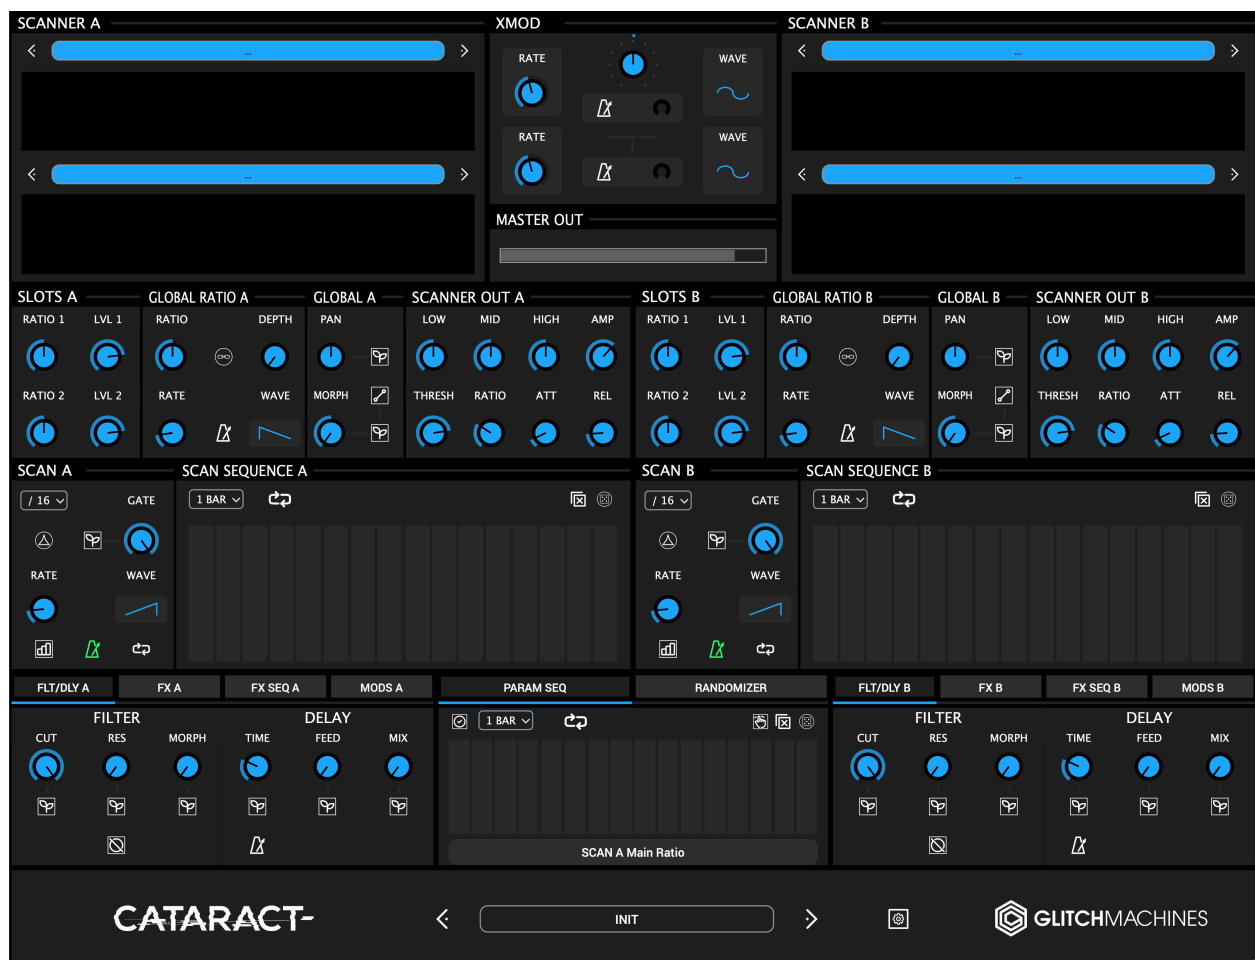 SCANNER A XMOD SCANNER B
... RATE WAVE ...
... RATE WAVE ...
MASTER OUT
SLOTS A GLOBAL RATIO A GLOBAL A SCANNER OUT A SLOTS B GLOBAL RATIO B GLOBAL B SCANNER OUT B
RATIO 1 LVL 1 RATIO DEPTH PAN LOW MID HIGH AMP RATIO 1 LVL 1 RATIO DEPTH PAN LOW MID HIGH AMP
RATIO 2 LVL 2 RATE WAVE MORPH THRESH RATIO ATT REL RATIO 2 LVL 2 RATE WAVE MORPH THRESH RATIO ATT REL
SCAN A SCAN SEQUENCE A SCAN B SCAN SEQUENCE B
/ 16 GATE 1 BAR / 16 GATE 1 BAR
RATE WAVE RATE WAVE
FLT/DLY A FX A FX SEQ A MODS A PARAM SEQ RANDOMIZER FLT/DLY B FX B FX SEQ B MODS B
FILTER DELAY 1 BAR FILTER DELAY
CUT RES MORPH TIME FEED MIX CUT RES MORPH TIME FEED MIX
SCAN A Main Ratio
CATARACT- INIT GLITCHMACHINES